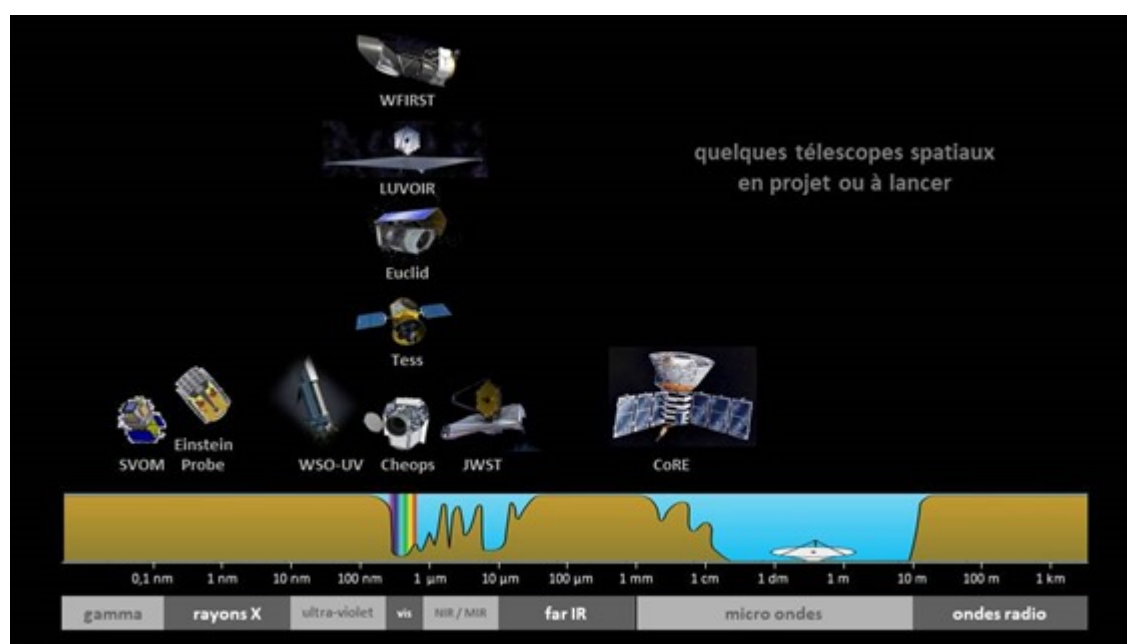 WFIRST
quelques télescopes spatiaux
en projet ou à lancer
LUVOIR
Euclid
Tess
Einstein
SVOM Probe WSO-UV Cheops JWST CoRE
0,1 nm 1 nm 10 nm 100 nm 1 µm 10 µm 100 µm 1 mm 1 cm 1 dm 1 m 10 m 100 m 1 km
gamma rayons X ultra-violet vis NIR / MIR far IR micro ondes ondes radio